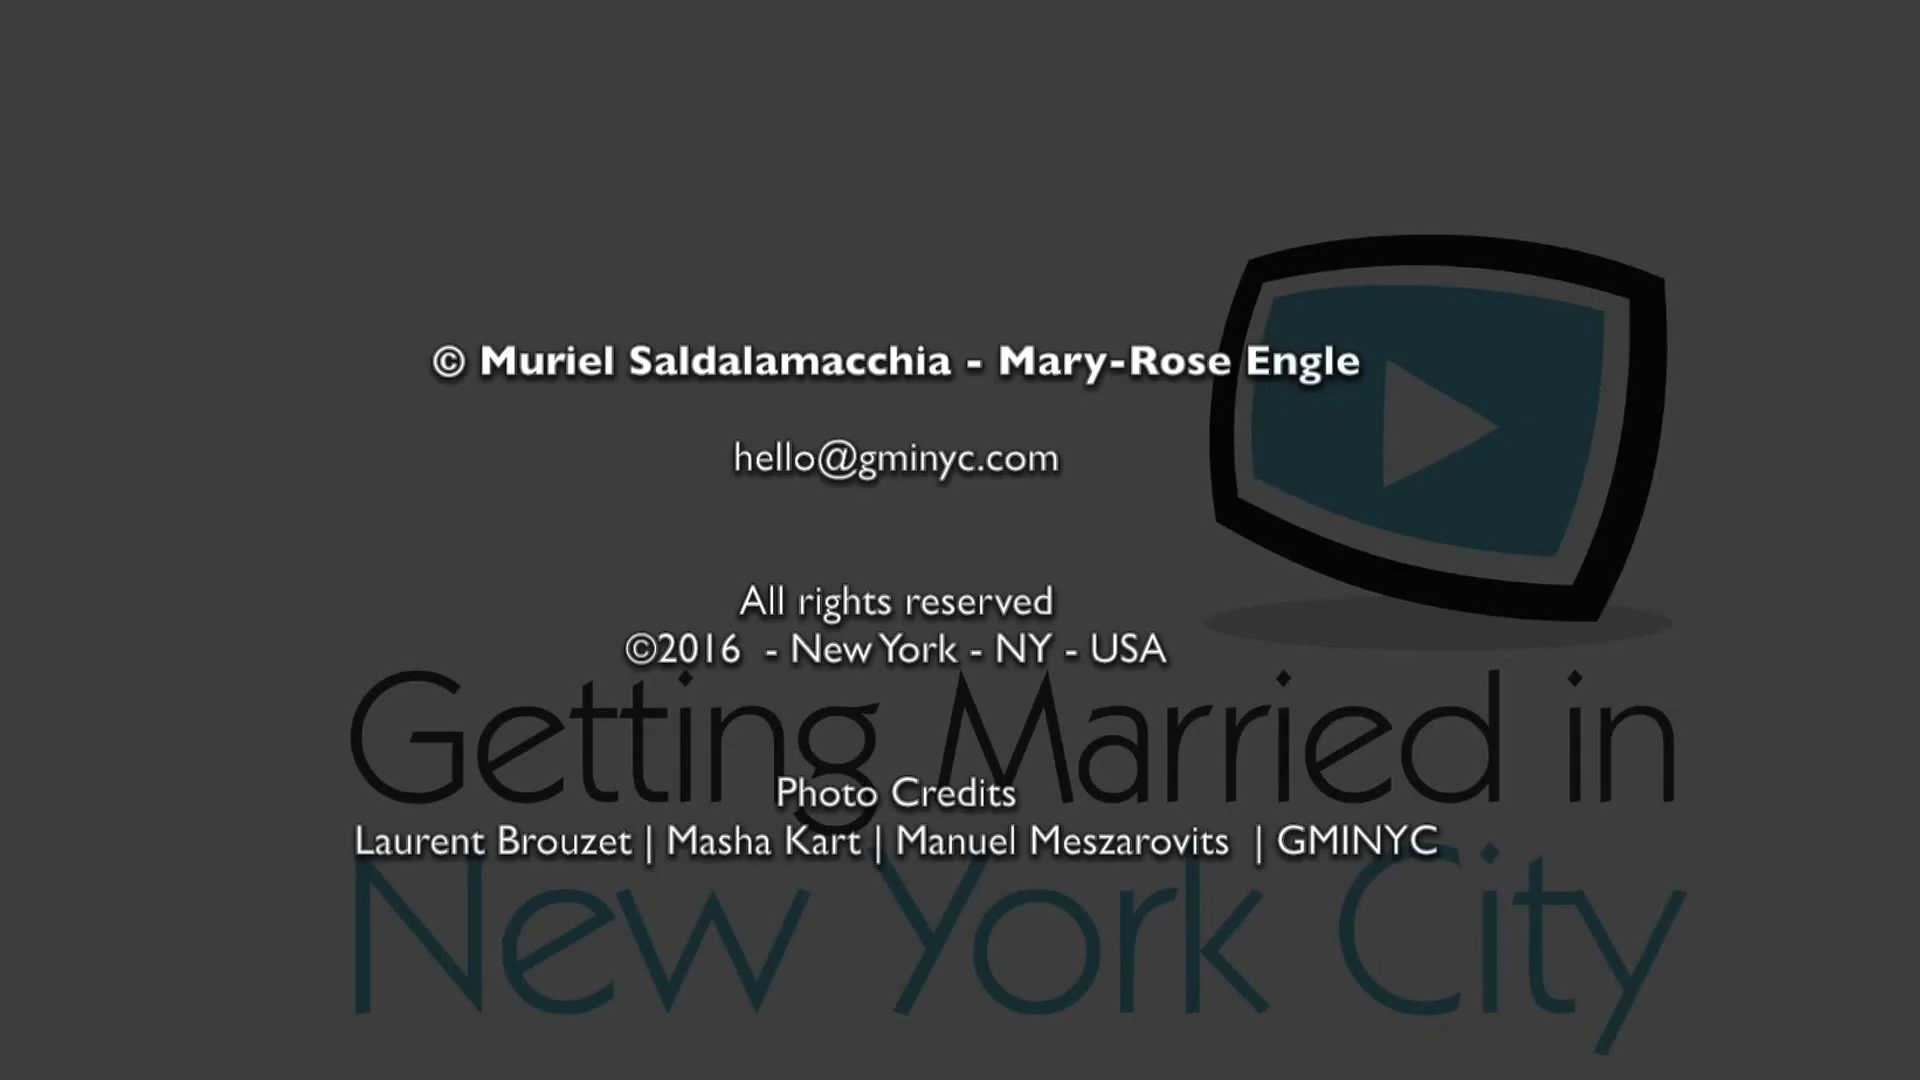 © Muriel Saldalamacchia - Mary-Rose Engle
hello@gminyc.com
All rights reserved
©2016 - New York - NY - USA
Getting Married in
Photo Credits
Laurent Brouzet | Masha Kart | Manuel Meszarovits | GMINYC
New York City